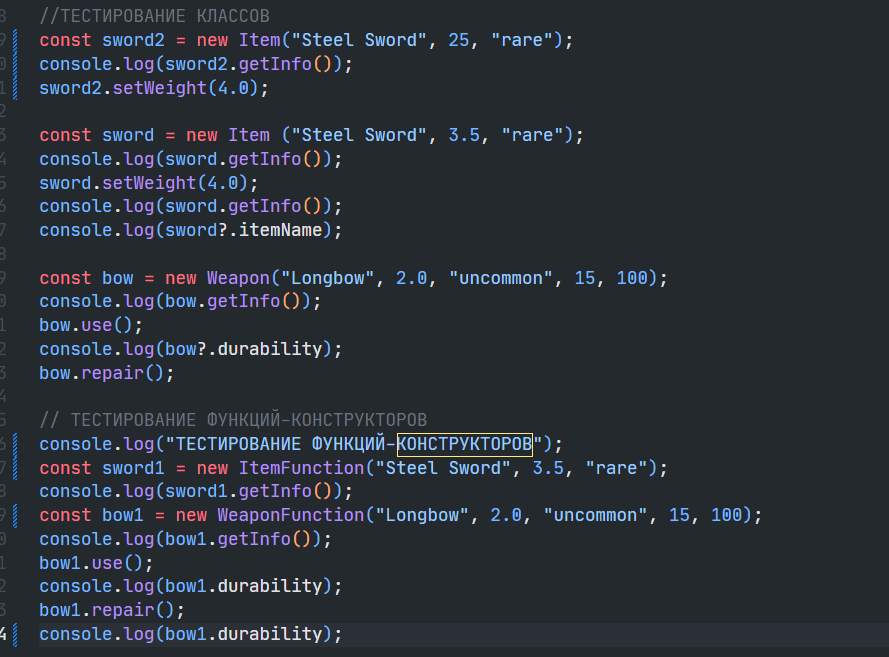 //ТЕСТИРОВАНИЕ КЛАССОВ
const sword2 = new Item("Steel Sword", 25, "rare");
console.log(sword2.getInfo());
sword2.setWeight(4.0);
const sword = new Item ("Steel Sword", 3.5, "rare");
console.log(sword.getInfo());
sword.setWeight(4.0);
console.log(sword.getInfo());
console.log(sword?.itemName);
const bow = new Weapon("Longbow", 2.0, "uncommon", 15, 100);
console.log(bow.getInfo());
bow.use();
console.log(bow?.durability);
bow.repair();
// ТЕСТИРОВАНИЕ ФУНКЦИЙ-КОНСТРУКТОРОВ
console.log("ТЕСТИРОВАНИЕ ФУНКЦИЙ-КОНСТРУКТОРОВ");
const sword1 = new ItemFunction("Steel Sword", 3.5, "rare");
console.log(sword1.getInfo());
const bow1 = new WeaponFunction("Longbow", 2.0, "uncommon", 15, 100);
console.log(bow1.getInfo());
bow1.use();
console.log(bow1.durability);
bow1.repair();
console.log(bow1.durability);